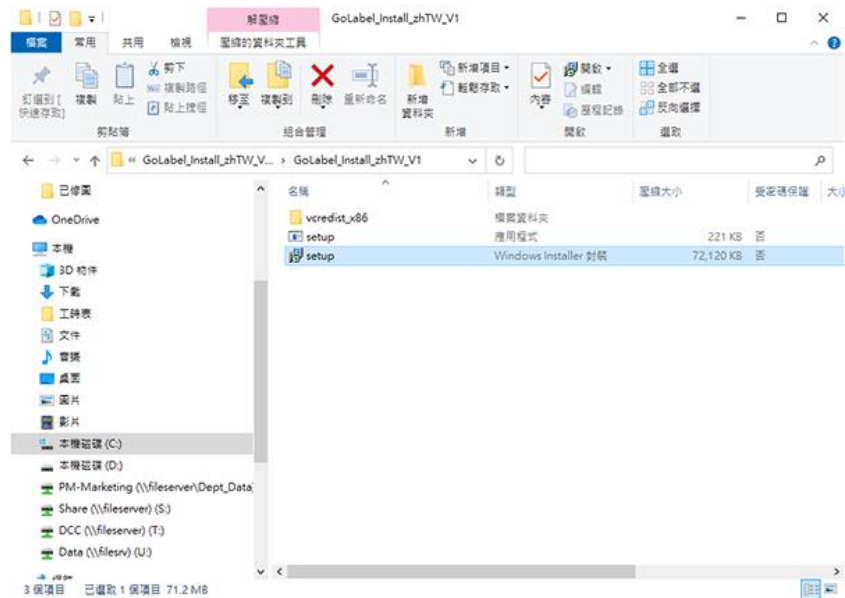 解壓縮
GoLabel_Install_zhTW_V1
檔案
常用
共用
檢視
壓縮的資料夾工具
釘選到 [
快速存取]
複製
貼上
剪下
複製路徑
貼上捷徑
剪貼簿
移至
複製到
刪除
重新命名
組合管理
新增
資料夾
新增項目
輕鬆存取
新增
內容
開啟
編輯
歷程記錄
開啟
全選
全部不選
反向選擇
選取
« GoLabel_Install_zhTW_V... › GoLabel_Install_zhTW_V1
已修圖
OneDrive
本機
3D 物件
下載
工時表
文件
音樂
桌面
圖片
影片
本機磁碟 (C:)
本機磁碟 (D:)
PM-Marketing (\\fileserver\Dept_Data)
Share (\\fileserver) (S:)
DCC (\\fileserver) (T:)
Data (\\filesrv) (U:)
名稱 類型 壓縮大小 受密碼保護 大小
vcredist_x86 檔案資料夾
setup 應用程式 221 KB 否
setup Windows Installer 封裝 72,120 KB 否
3 個項目 已選取 1 個項目 71.2 MB